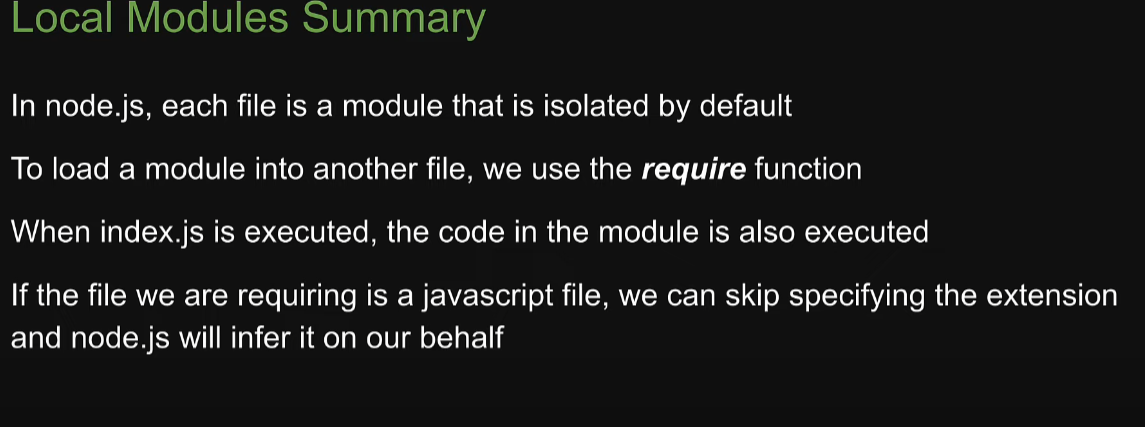 Local Modules Summary
In node.js, each file is a module that is isolated by default
To load a module into another file, we use the require function
When index.js is executed, the code in the module is also executed
If the file we are requiring is a javascript file, we can skip specifying the extension
and node.js will infer it on our behalf